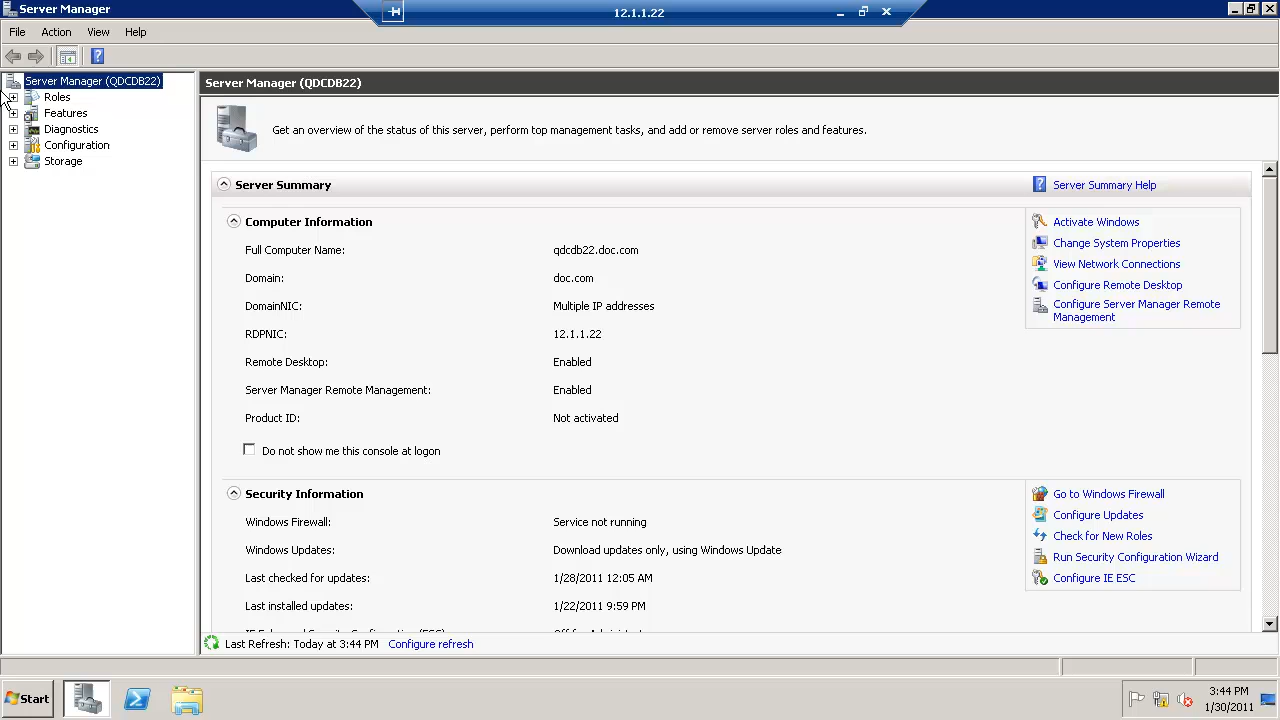 Server Manager
12.1.1.22
File Action View Help
Server Manager (QDCDB22)
Roles
Features
Diagnostics
Configuration
Storage
Server Manager (QDCDB22)
Get an overview of the status of this server, perform top management tasks, and add or remove server roles and features.
Server Summary
Server Summary Help
Computer Information
Full Computer Name: qdcdb22.doc.com
Domain: doc.com
DomainNIC: Multiple IP addresses
RDPNIC: 12.1.1.22
Remote Desktop: Enabled
Server Manager Remote Management: Enabled
Product ID: Not activated
Do not show me this console at logon
Activate Windows
Change System Properties
View Network Connections
Configure Remote Desktop
Configure Server Manager Remote
Management
Security Information
Windows Firewall: Service not running
Windows Updates: Download updates only, using Windows Update
Last checked for updates: 1/28/2011 12:05 AM
Last installed updates: 1/22/2011 9:59 PM
Go to Windows Firewall
Configure Updates
Check for New Roles
Run Security Configuration Wizard
Configure IE ESC
Last Refresh: Today at 3:44 PM Configure refresh
Start
3:44 PM
1/30/2011